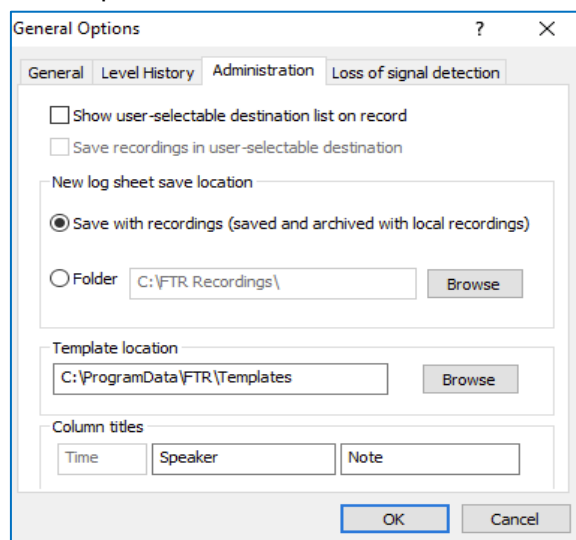 General Options ? ×
General Level History Administration Loss of signal detection
Show user-selectable destination list on record
Save recordings in user-selectable destination
New log sheet save location
Save with recordings (saved and archived with local recordings)
Folder C:\FTR Recordings\ Browse
Template location
C:\ProgramData\FTR\Templates Browse
Column titles
Time Speaker Note
OK Cancel